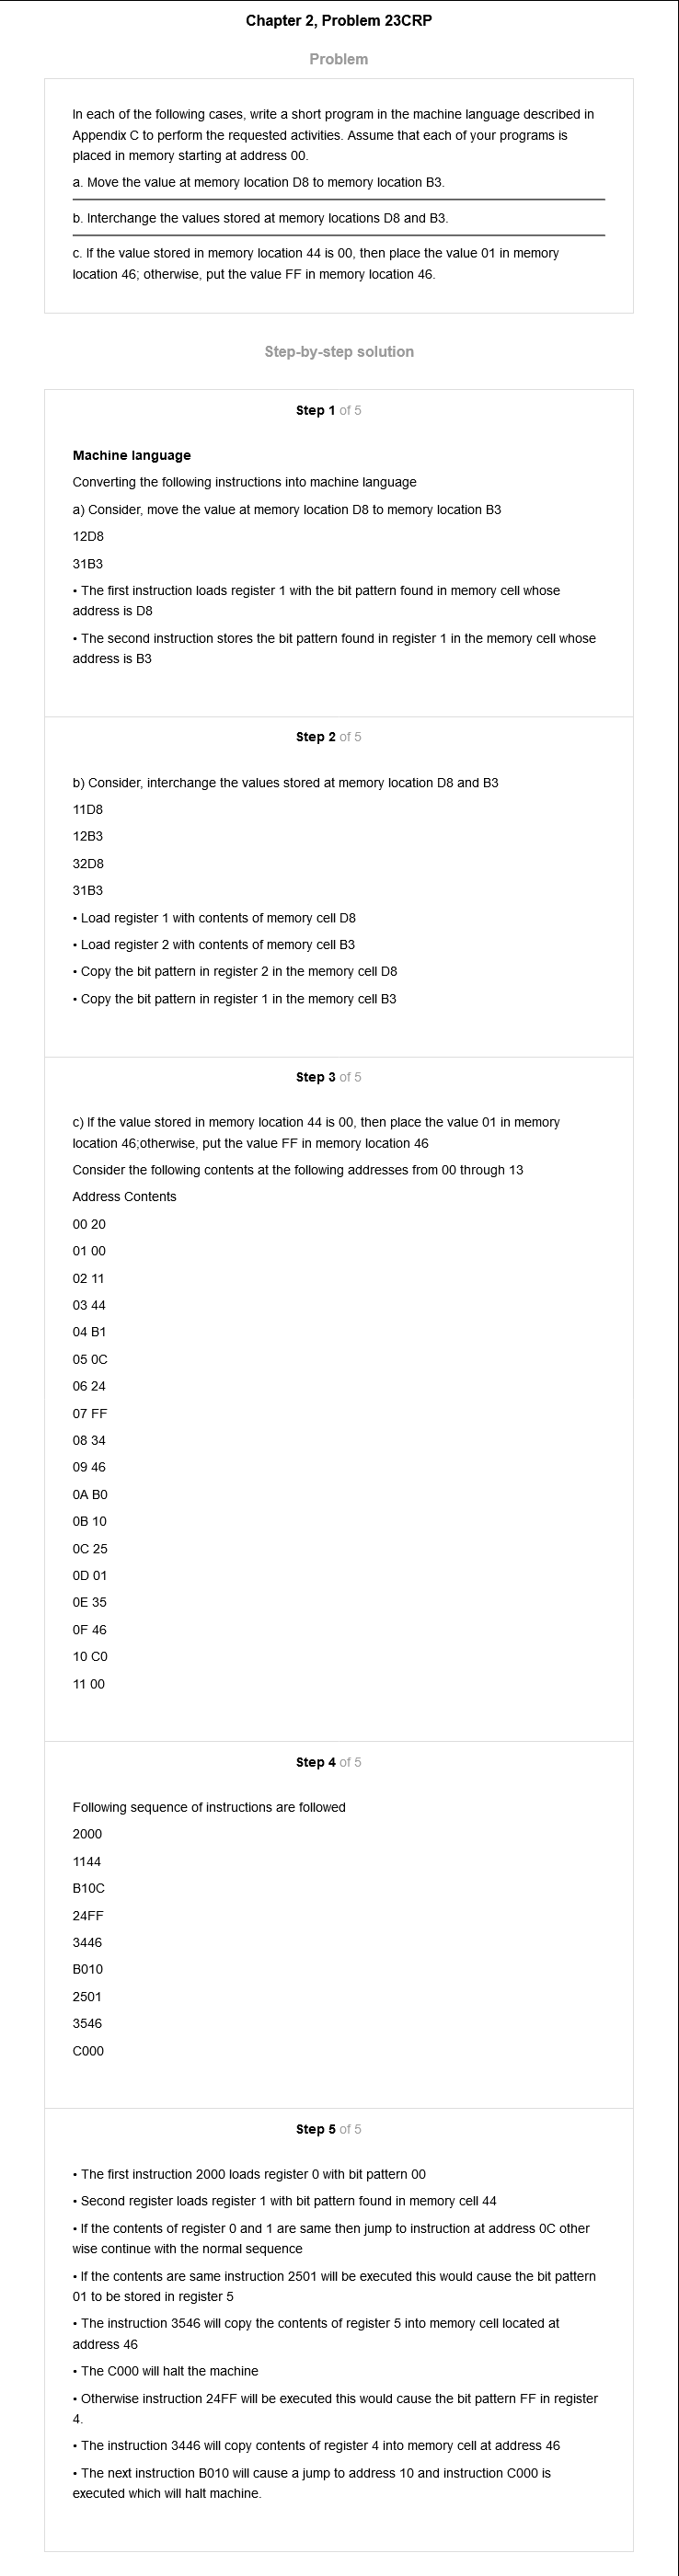 Chapter 2, Problem 23CRP
Problem
In each of the following cases, write a short program in the machine language described in
Appendix C to perform the requested activities. Assume that each of your programs is
placed in memory starting at address 00.
a. Move the value at memory location D8 to memory location B3.
b. Interchange the values stored at memory locations D8 and B3.
c. If the value stored in memory location 44 is 00, then place the value 01 in memory
location 46; otherwise, put the value FF in memory location 46.
Step-by-step solution
Step 1 of 5
Machine language
Converting the following instructions into machine language
a) Consider, move the value at memory location D8 to memory location B3
12D8
31B3
• The first instruction loads register 1 with the bit pattern found in memory cell whose
address is D8
• The second instruction stores the bit pattern found in register 1 in the memory cell whose
address is B3
Step 2 of 5
b) Consider, interchange the values stored at memory location D8 and B3
11D8
12B3
32D8
31B3
• Load register 1 with contents of memory cell D8
• Load register 2 with contents of memory cell B3
• Copy the bit pattern in register 2 in the memory cell D8
• Copy the bit pattern in register 1 in the memory cell B3
Step 3 of 5
c) If the value stored in memory location 44 is 00, then place the value 01 in memory
location 46;otherwise, put the value FF in memory location 46
Consider the following contents at the following addresses from 00 through 13
Address Contents
00 20
01 00
02 11
03 44
04 B1
05 0C
06 24
07 FF
08 34
09 46
0A B0
0B 10
0C 25
0D 01
0E 35
0F 46
10 C0
11 00
Step 4 of 5
Following sequence of instructions are followed
2000
1144
B10C
24FF
3446
B010
2501
3546
C000
Step 5 of 5
• The first instruction 2000 loads register 0 with bit pattern 00
• Second register loads register 1 with bit pattern found in memory cell 44
• If the contents of register 0 and 1 are same then jump to instruction at address 0C other
wise continue with the normal sequence
• If the contents are same instruction 2501 will be executed this would cause the bit pattern
01 to be stored in register 5
• The instruction 3546 will copy the contents of register 5 into memory cell located at
address 46
• The C000 will halt the machine
• Otherwise instruction 24FF will be executed this would cause the bit pattern FF in register
4.
• The instruction 3446 will copy contents of register 4 into memory cell at address 46
• The next instruction B010 will cause a jump to address 10 and instruction C000 is
executed which will halt machine.